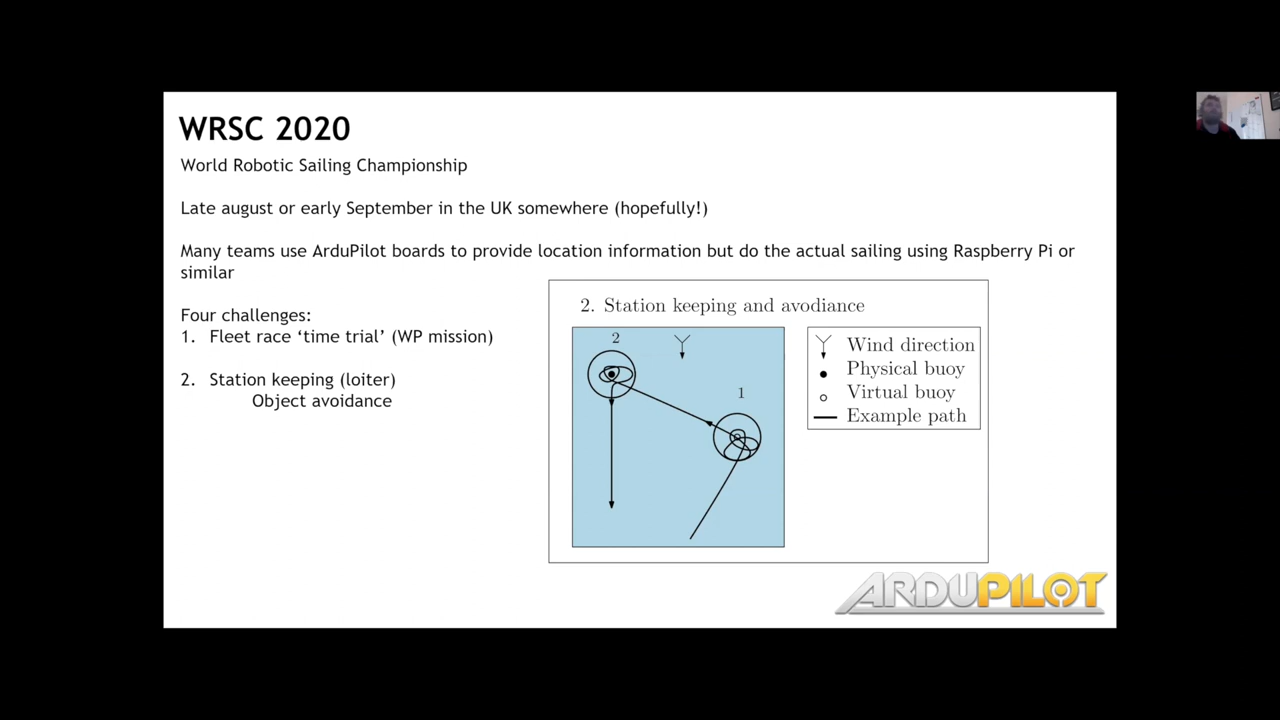 WRSC 2020
World Robotic Sailing Championship
Late august or early September in the UK somewhere (hopefully!)
Many teams use ArduPilot boards to provide location information but do the actual sailing using Raspberry Pi or
similar
Four challenges:
1. Fleet race ‘time trial’ (WP mission)
2. Station keeping (loiter)
Object avoidance
2. Station keeping and avodiance
2
1
Wind direction
Physical buoy
Virtual buoy
Example path
ARDUPILOT